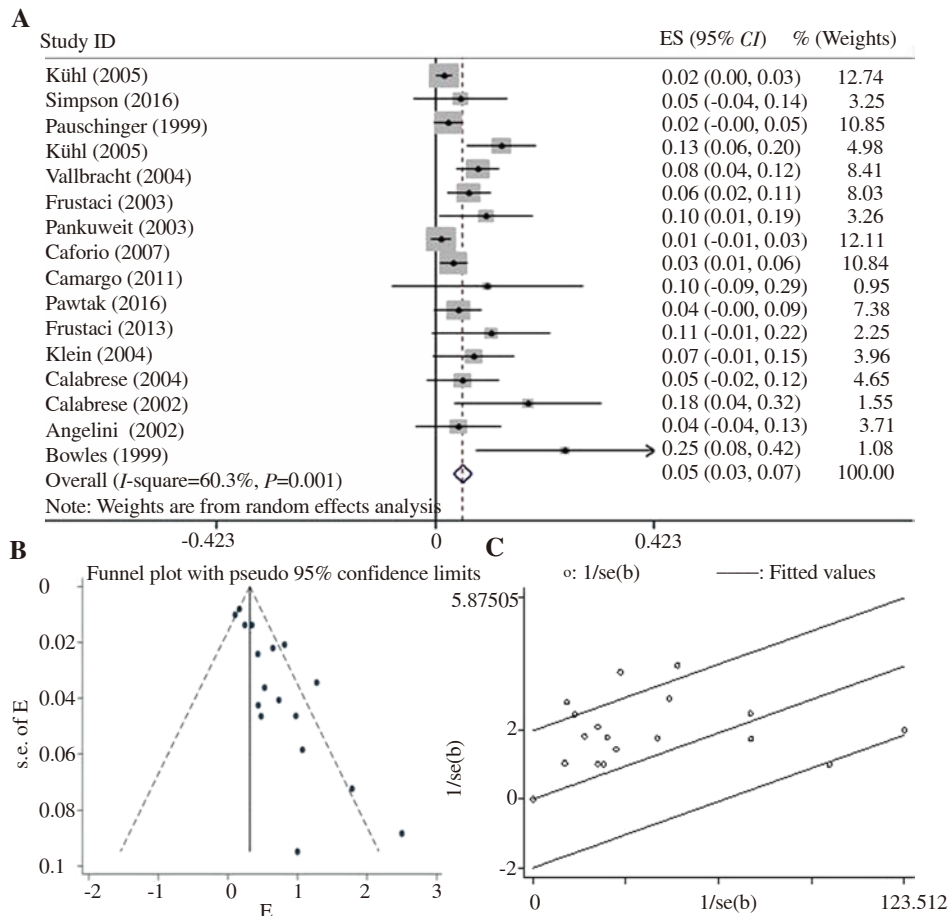 A
Study ID ES (95% CI) % (Weights)
Kühl (2005) 0.02 (0.00, 0.03) 12.74
Simpson (2016) 0.05 (-0.04, 0.14) 3.25
Pauschinger (1999) 0.02 (-0.00, 0.05) 10.85
Kühl (2005) 0.13 (0.06, 0.20) 4.98
Vallbracht (2004) 0.08 (0.04, 0.12) 8.41
Frustaci (2003) 0.06 (0.02, 0.11) 8.03
Pankuweit (2003) 0.10 (0.01, 0.19) 3.26
Caforio (2007) 0.01 (-0.01, 0.03) 12.11
Camargo (2011) 0.03 (0.01, 0.06) 10.84
Pawtak (2016) 0.10 (-0.09, 0.29) 0.95
Frustaci (2013) 0.04 (-0.00, 0.09) 7.38
Klein (2004) 0.11 (-0.01, 0.22) 2.25
Calabrese (2004) 0.07 (-0.01, 0.15) 3.96
Calabrese (2002) 0.05 (-0.02, 0.12) 4.65
Angelini (2002) 0.18 (0.04, 0.32) 1.55
Bowles (1999) 0.04 (-0.04, 0.13) 3.71
0.25 (0.08, 0.42) 1.08
Overall (I-square=60.3%, P=0.001) 0.05 (0.03, 0.07) 100.00
Note: Weights are from random effects analysis
-0.423 0 0.423
B
Funnel plot with pseudo 95% confidence limits
0
0.02
0.04
0.06
0.08
0.1
s.e. of E
-2 -1 0 1 2 3
E
C
o: 1/se(b) ——: Fitted values
5.87505
2
0
-2
1/se(b)
0 1/se(b) 123.512